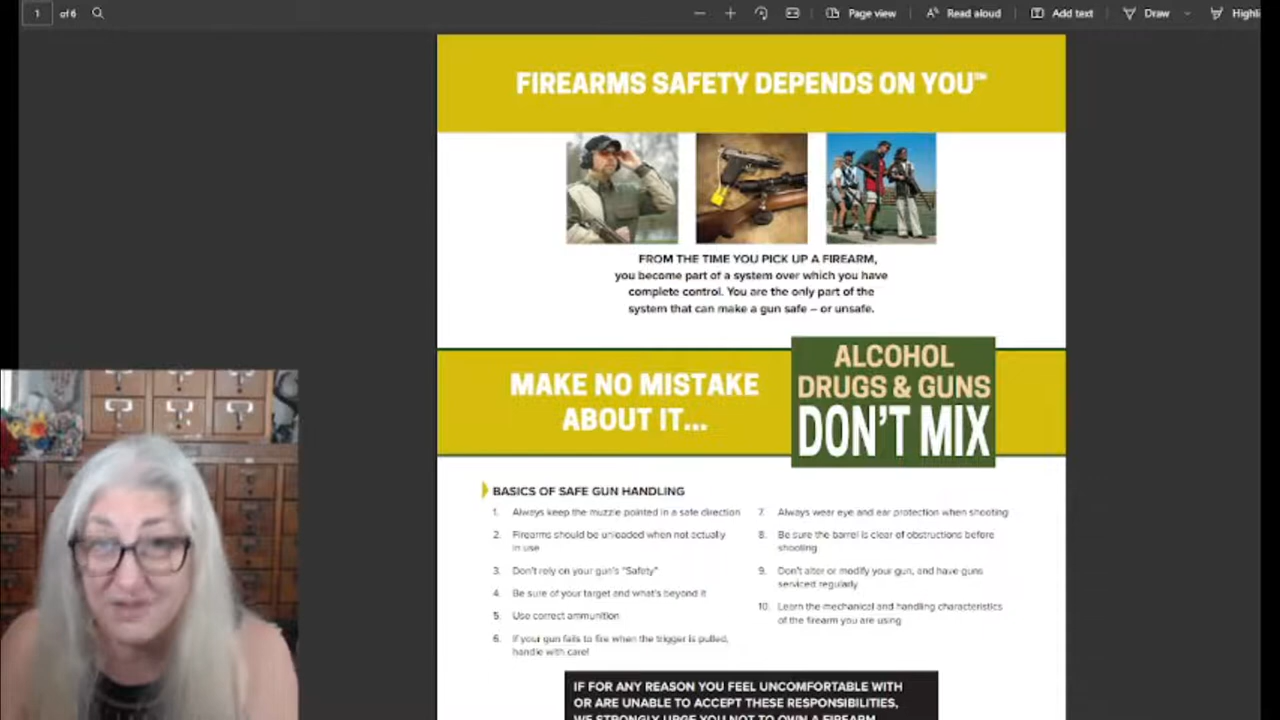 1 of 6 Page view Read aloud Add text Draw
FIREARMS SAFETY DEPENDS ON YOU™
FROM THE TIME YOU PICK UP A FIREARM,
you become part of a system over which you have
complete control. You are the only part of the
system that can make a gun safe – or unsafe.
MAKE NO MISTAKE
ABOUT IT...
ALCOHOL
DRUGS & GUNS
DON'T MIX
BASICS OF SAFE GUN HANDLING
1. Always keep the muzzle pointed in a safe direction
2. Firearms should be unloaded when not actually
in use
3. Don't rely on your gun's "Safety"
4. Be sure of your target and what's beyond it
5. Use correct ammunition
6. If your gun fails to fire when the trigger is pulled,
handle with care!
7. Always wear eye and ear protection when shooting
8. Be sure the barrel is clear of obstructions before
shooting
9. Don't alter or modify your gun, and have guns
serviced regularly
10. Learn the mechanical and handling characteristics
of the firearm you are using
IF FOR ANY REASON YOU FEEL UNCOMFORTABLE WITH
OR ARE UNABLE TO ACCEPT THESE RESPONSIBILITIES,
WE STRONGLY URGE YOU NOT TO OWN A FIREARM